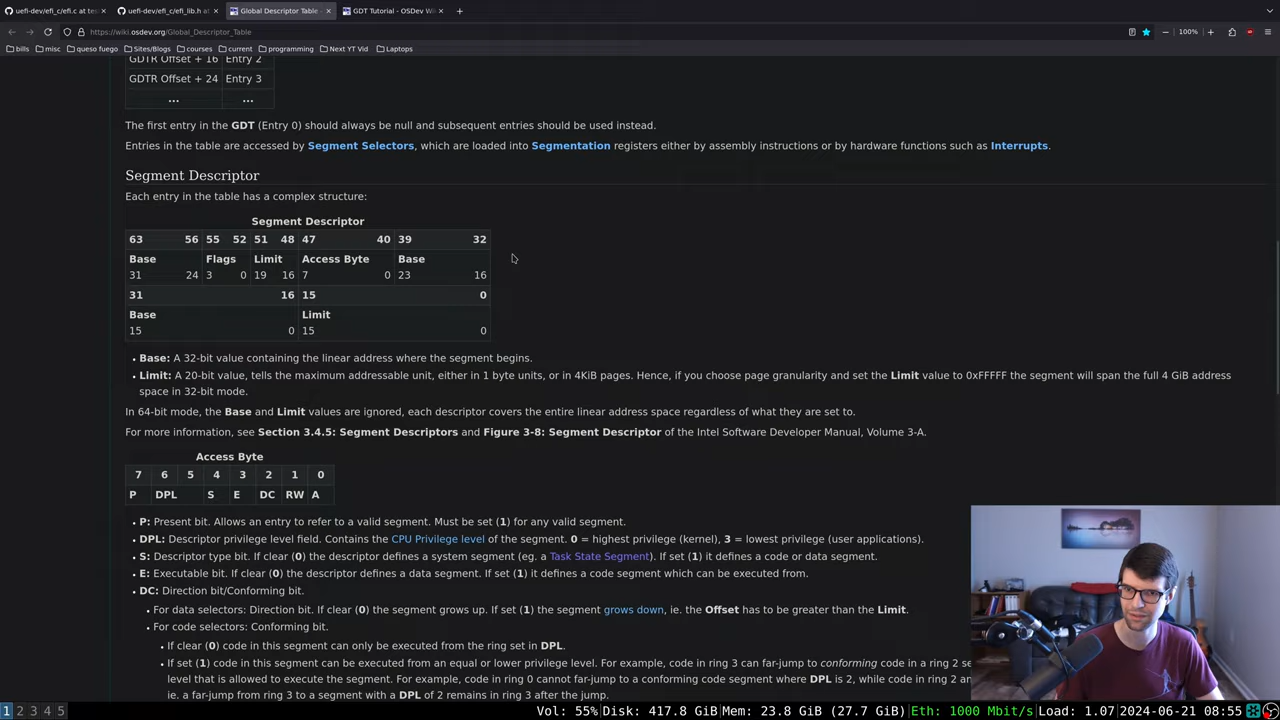 uefi-dev/efi_c/efi.c at tes
uefi-dev/efi_c/efi_lib.h at
Global Descriptor Table -
GDT Tutorial - OSDev Wi
https://wiki.osdev.org/Global_Descriptor_Table
100%
bills misc queso fuego Sites/Blogs courses current programming Next YT Vid Laptops
GDTR Offset + 16 Entry 2
GDTR Offset + 24 Entry 3
... ...
The first entry in the GDT (Entry 0) should always be null and subsequent entries should be used instead.
Entries in the table are accessed by Segment Selectors, which are loaded into Segmentation registers either by assembly instructions or by hardware functions such as Interrupts.
Segment Descriptor
Each entry in the table has a complex structure:
Segment Descriptor
63 56 55 52 51 48 47 40 39 32
Base Flags Limit Access Byte Base
31 24 3 0 19 16 7 0 23 16
31 16 15 0
Base Limit
15 0 15 0
• Base: A 32-bit value containing the linear address where the segment begins.
• Limit: A 20-bit value, tells the maximum addressable unit, either in 1 byte units, or in 4KiB pages. Hence, if you choose page granularity and set the Limit value to 0xFFFFF the segment will span the full 4 GiB address
space in 32-bit mode.
In 64-bit mode, the Base and Limit values are ignored, each descriptor covers the entire linear address space regardless of what they are set to.
For more information, see Section 3.4.5: Segment Descriptors and Figure 3-8: Segment Descriptor of the Intel Software Developer Manual, Volume 3-A.
Access Byte
7 6 5 4 3 2 1 0
P DPL S E DC RW A
• P: Present bit. Allows an entry to refer to a valid segment. Must be set (1) for any valid segment.
• DPL: Descriptor privilege level field. Contains the CPU Privilege level of the segment. 0 = highest privilege (kernel), 3 = lowest privilege (user applications).
• S: Descriptor type bit. If clear (0) the descriptor defines a system segment (eg. a Task State Segment). If set (1) it defines a code or data segment.
• E: Executable bit. If clear (0) the descriptor defines a data segment. If set (1) it defines a code segment which can be executed from.
• DC: Direction bit/Conforming bit.
• For data selectors: Direction bit. If clear (0) the segment grows up. If set (1) the segment grows down, ie. the Offset has to be greater than the Limit.
• For code selectors: Conforming bit.
• If clear (0) code in this segment can only be executed from the ring set in DPL.
• If set (1) code in this segment can be executed from an equal or lower privilege level. For example, code in ring 3 can far-jump to conforming code in a ring 2 se
level that is allowed to execute the segment. For example, code in ring 0 cannot far-jump to a conforming code segment where DPL is 2, while code in ring 2 an
ie. a far-jump from ring 3 to a segment with a DPL of 2 remains in ring 3 after the jump.
1 2 3 4 5
Vol: 55% Disk: 417.8 GiB Mem: 23.8 GiB (27.7 GiB) Eth: 1000 Mbit/s Load: 1.07 2024-06-21 08:55